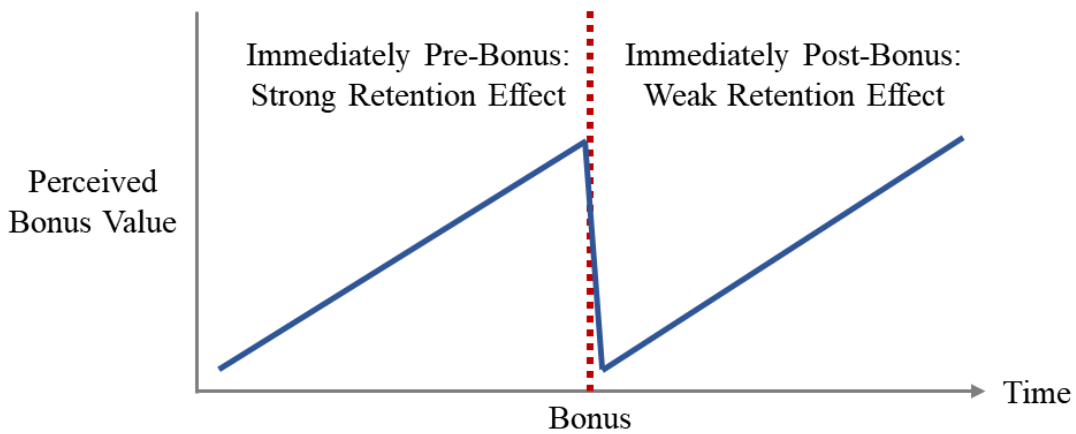 Immediately Pre-Bonus:
Strong Retention Effect
Immediately Post-Bonus:
Weak Retention Effect
Perceived
Bonus Value
Time
Bonus